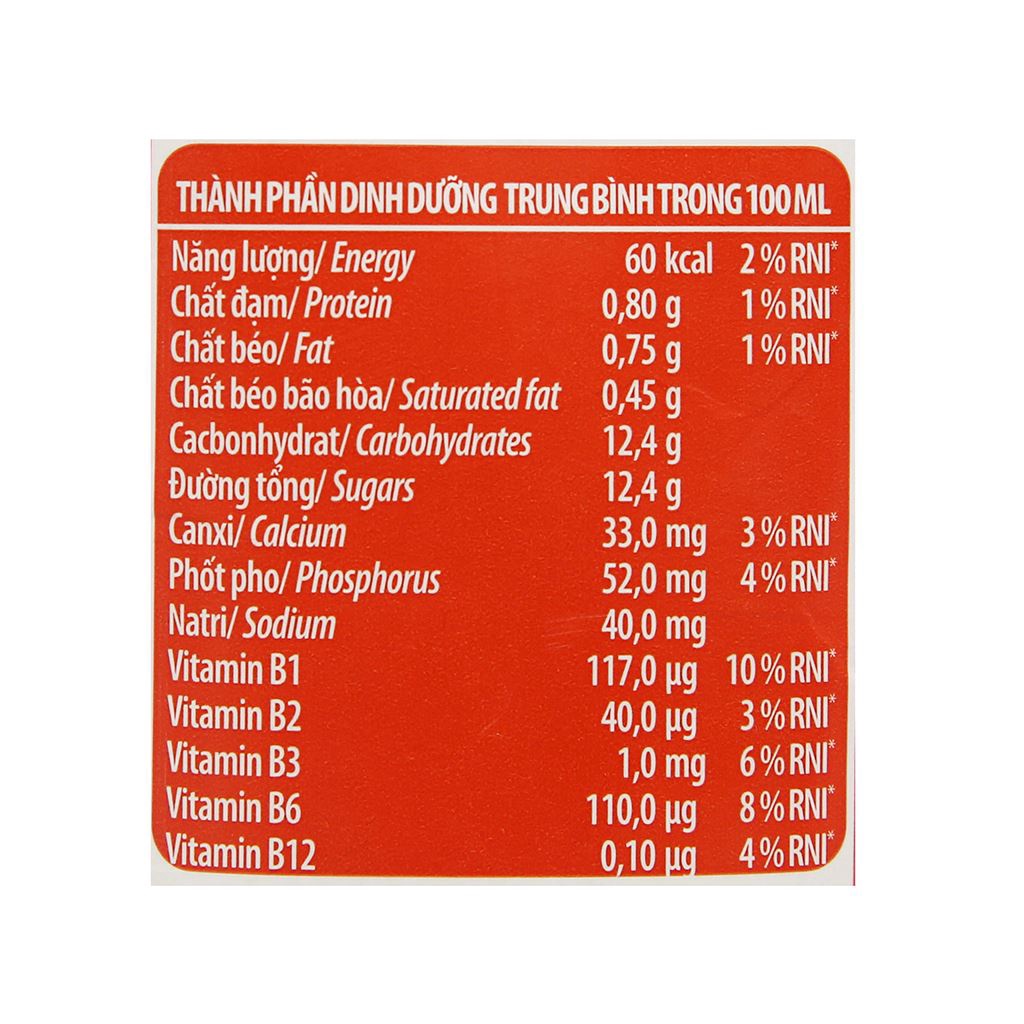 THÀNH PHẦN DINH DƯỠNG TRUNG BÌNH TRONG 100 ML
Năng lượng/ Energy 60 kcal 2 % RNI*
Chất đạm/ Protein 0,80 g 1 % RNI*
Chất béo/ Fat 0,75 g 1 % RNI*
Chất béo bão hòa/ Saturated fat 0,45 g
Cacbonhydrat/ Carbohydrates 12,4 g
Đường tổng/ Sugars 12,4 g
Canxi/ Calcium 33,0 mg 3 % RNI*
Phốt pho/ Phosphorus 52,0 mg 4 % RNI*
Natri/ Sodium 40,0 mg
Vitamin B1 117,0 µg 10 % RNI*
Vitamin B2 40,0 µg 3 % RNI*
Vitamin B3 1,0 mg 6 % RNI*
Vitamin B6 110,0 µg 8 % RNI*
Vitamin B12 0,10 µg 4 % RNI*